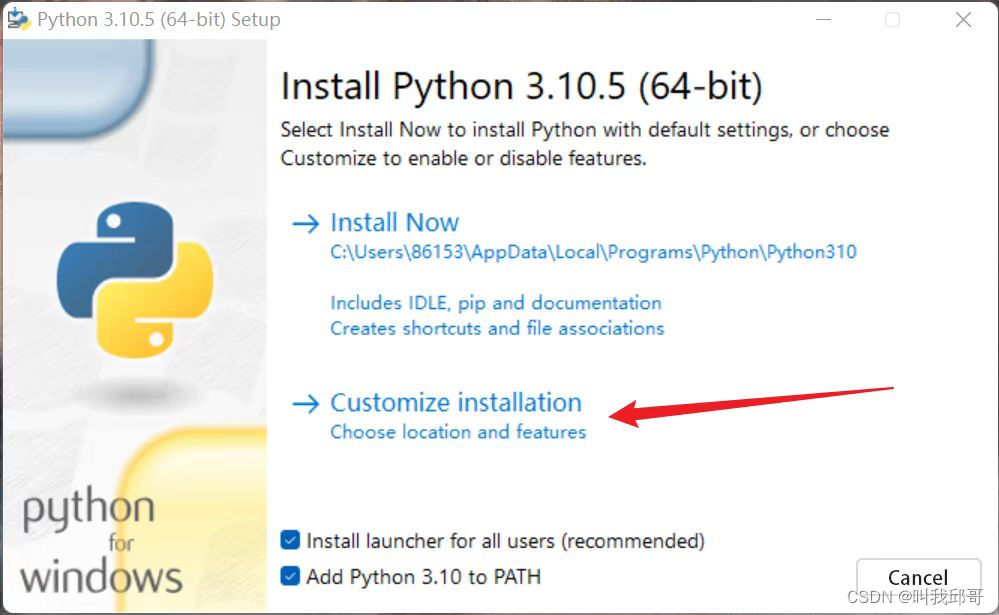 Python 3.10.5 (64-bit) Setup
Install Python 3.10.5 (64-bit)
Select Install Now to install Python with default settings, or choose
Customize to enable or disable features.
Install Now
C:\Users\86153\AppData\Local\Programs\Python\Python310
Includes IDLE, pip and documentation
Creates shortcuts and file associations
Customize installation
Choose location and features
python
for
windows
Install launcher for all users (recommended)
Add Python 3.10 to PATH
Cancel
CSDN @叫我邱哥